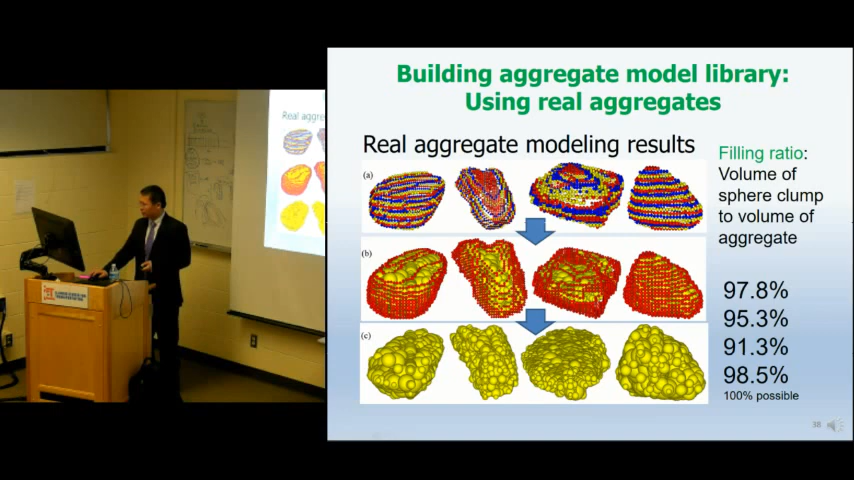 Building aggregate model library:
Using real aggregates
Real aggregate modeling results
(a)
(b)
(c)
Filling ratio:
Volume of
sphere clump
to volume of
aggregate
97.8%
95.3%
91.3%
98.5%
100% possible
38
Real aggre